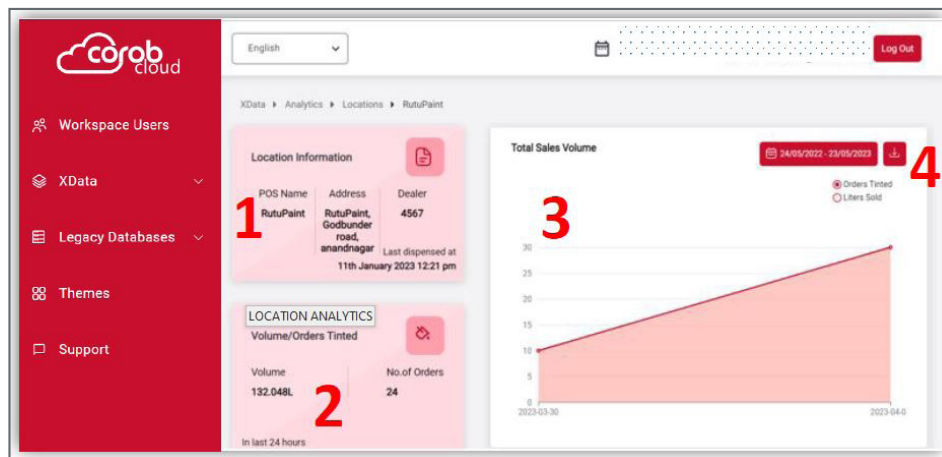 corob
cloud
English
Log Out
Workspace Users
XData
Legacy Databases
Themes
Support
XData Analytics Locations RutuPaint
Location Information
POS Name Address Dealer
RutuPaint RutuPaint, 4567
Godbunder
road,
anandnagar
Last dispensed at
11th January 2023 12:21 pm
1
LOCATION ANALYTICS
Volume/Orders Tinted
Volume No.of Orders
132.048L 24
2
In last 24 hours
Total Sales Volume
24/05/2022 - 23/05/2023
4
Orders Tinted
Liters Sold
3
30
25
20
15
10
5
0
2023-03-30 2023-04-0